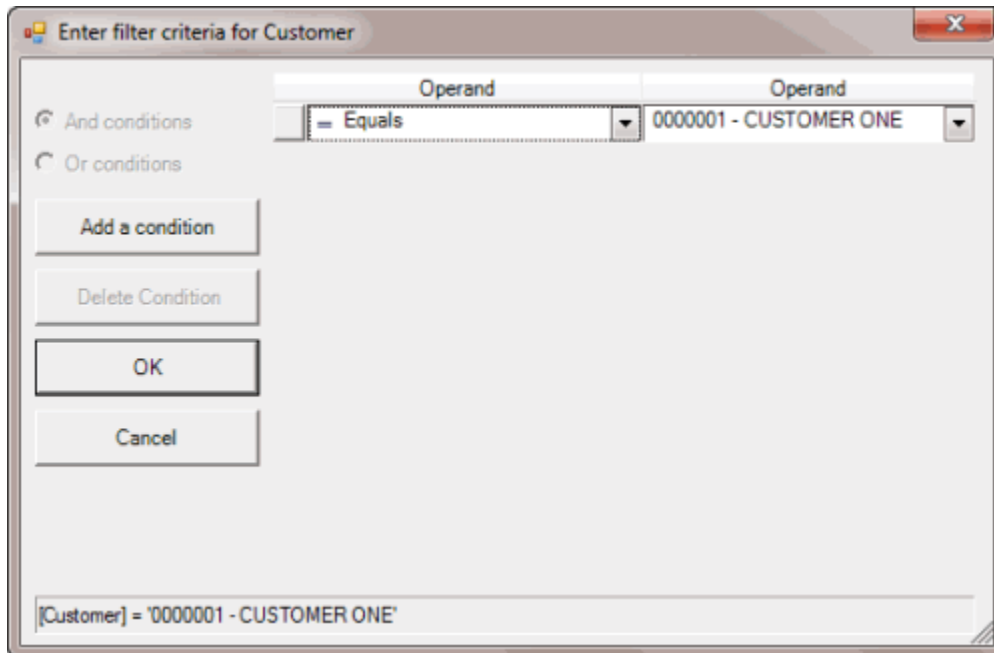 Enter filter criteria for Customer
Operand Operand
And conditions = Equals 0000001 - CUSTOMER ONE
Or conditions
Add a condition
Delete Condition
OK
Cancel
[Customer] = '0000001 - CUSTOMER ONE'